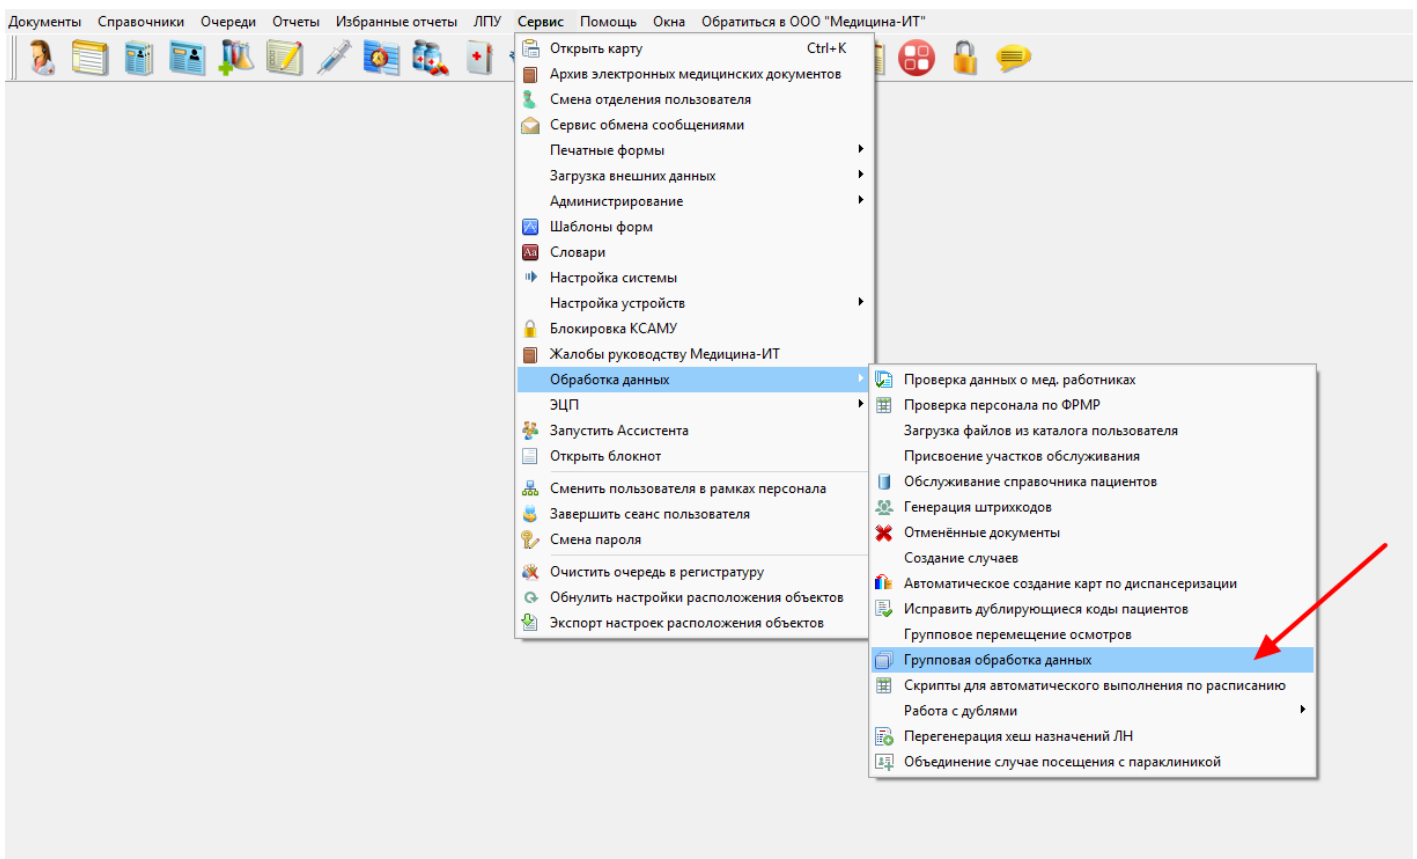 Документы Справочники Очереди Отчеты Избранные отчеты ЛПУ Сервис Помощь Окна Обратиться в ООО "Медицина-ИТ"
Открыть карту Ctrl+K
Архив электронных медицинских документов
Смена отделения пользователя
Сервис обмена сообщениями
Печатные формы
Загрузка внешних данных
Администрирование
Шаблоны форм
Aa Словари
Настройка системы
Настройка устройств
Блокировка КСАМУ
Жалобы руководству Медицина-ИТ
Обработка данных
ЭЦП
Запустить Ассистента
Открыть блокнот
Сменить пользователя в рамках персонала
Завершить сеанс пользователя
Смена пароля
Очистить очередь в регистратуру
Обнулить настройки расположения объектов
Экспорт настроек расположения объектов
Проверка данных о мед. работниках
Проверка персонала по ФРМР
Загрузка файлов из каталога пользователя
Присвоение участков обслуживания
Обслуживание справочника пациентов
Генерация штрихкодов
Отменённые документы
Создание случаев
Автоматическое создание карт по диспансеризации
Исправить дублирующиеся коды пациентов
Групповое перемещение осмотров
Групповая обработка данных
Скрипты для автоматического выполнения по расписанию
Работа с дублями
Перегенерация хеш назначений ЛН
Объединение случае посещения с параклиникой